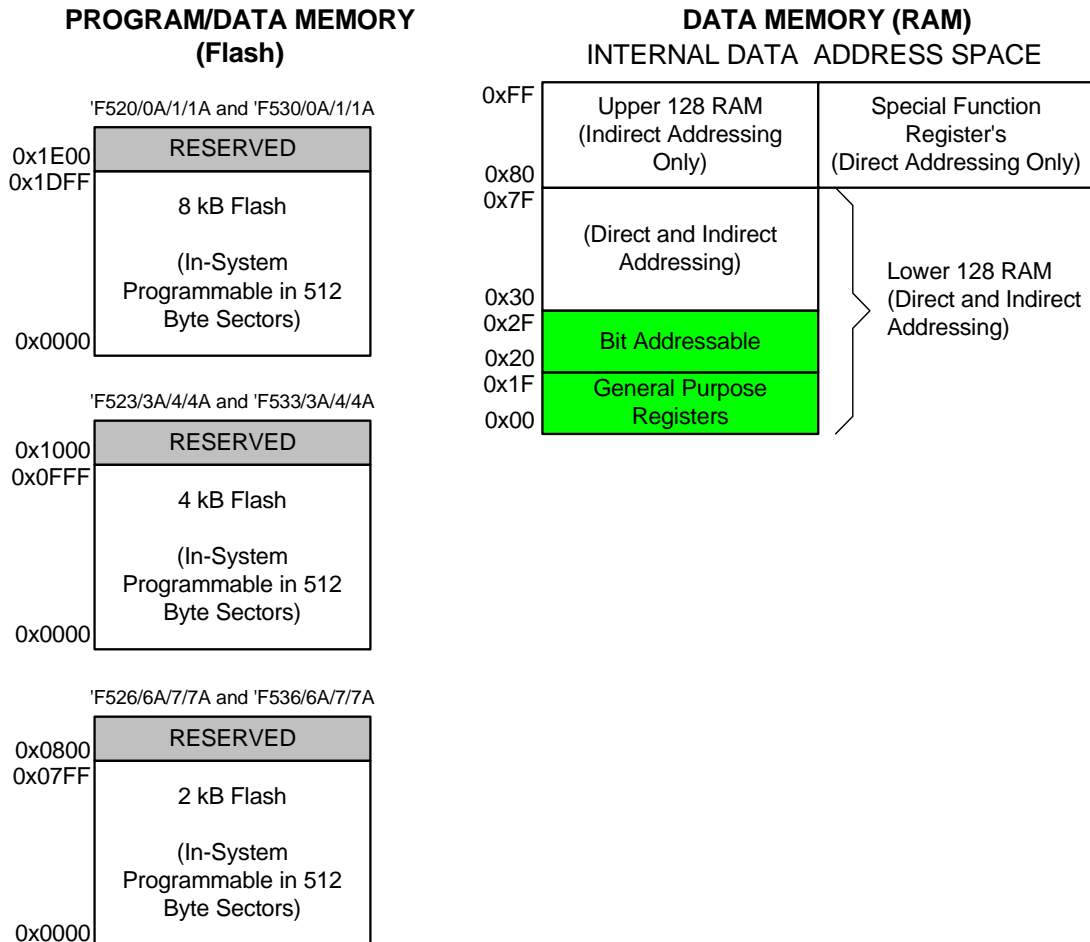 PROGRAM/DATA MEMORY
(Flash)
'F520/0A/1/1A and 'F530/0A/1/1A
RESERVED
0x1E00
0x1DFF
8 kB Flash
(In-System
Programmable in 512
Byte Sectors)
0x0000
'F523/3A/4/4A and 'F533/3A/4/4A
RESERVED
0x1000
0x0FFF
4 kB Flash
(In-System
Programmable in 512
Byte Sectors)
0x0000
'F526/6A/7/7A and 'F536/6A/7/7A
RESERVED
0x0800
0x07FF
2 kB Flash
(In-System
Programmable in 512
Byte Sectors)
0x0000
DATA MEMORY (RAM)
INTERNAL DATA ADDRESS SPACE
0xFF
Upper 128 RAM
(Indirect Addressing
Only)
0x80
Special Function
Register's
(Direct Addressing Only)
0x7F
(Direct and Indirect
Addressing)
0x30
0x2F
Bit Addressable
0x20
0x1F
General Purpose
Registers
0x00
Lower 128 RAM
(Direct and Indirect
Addressing)